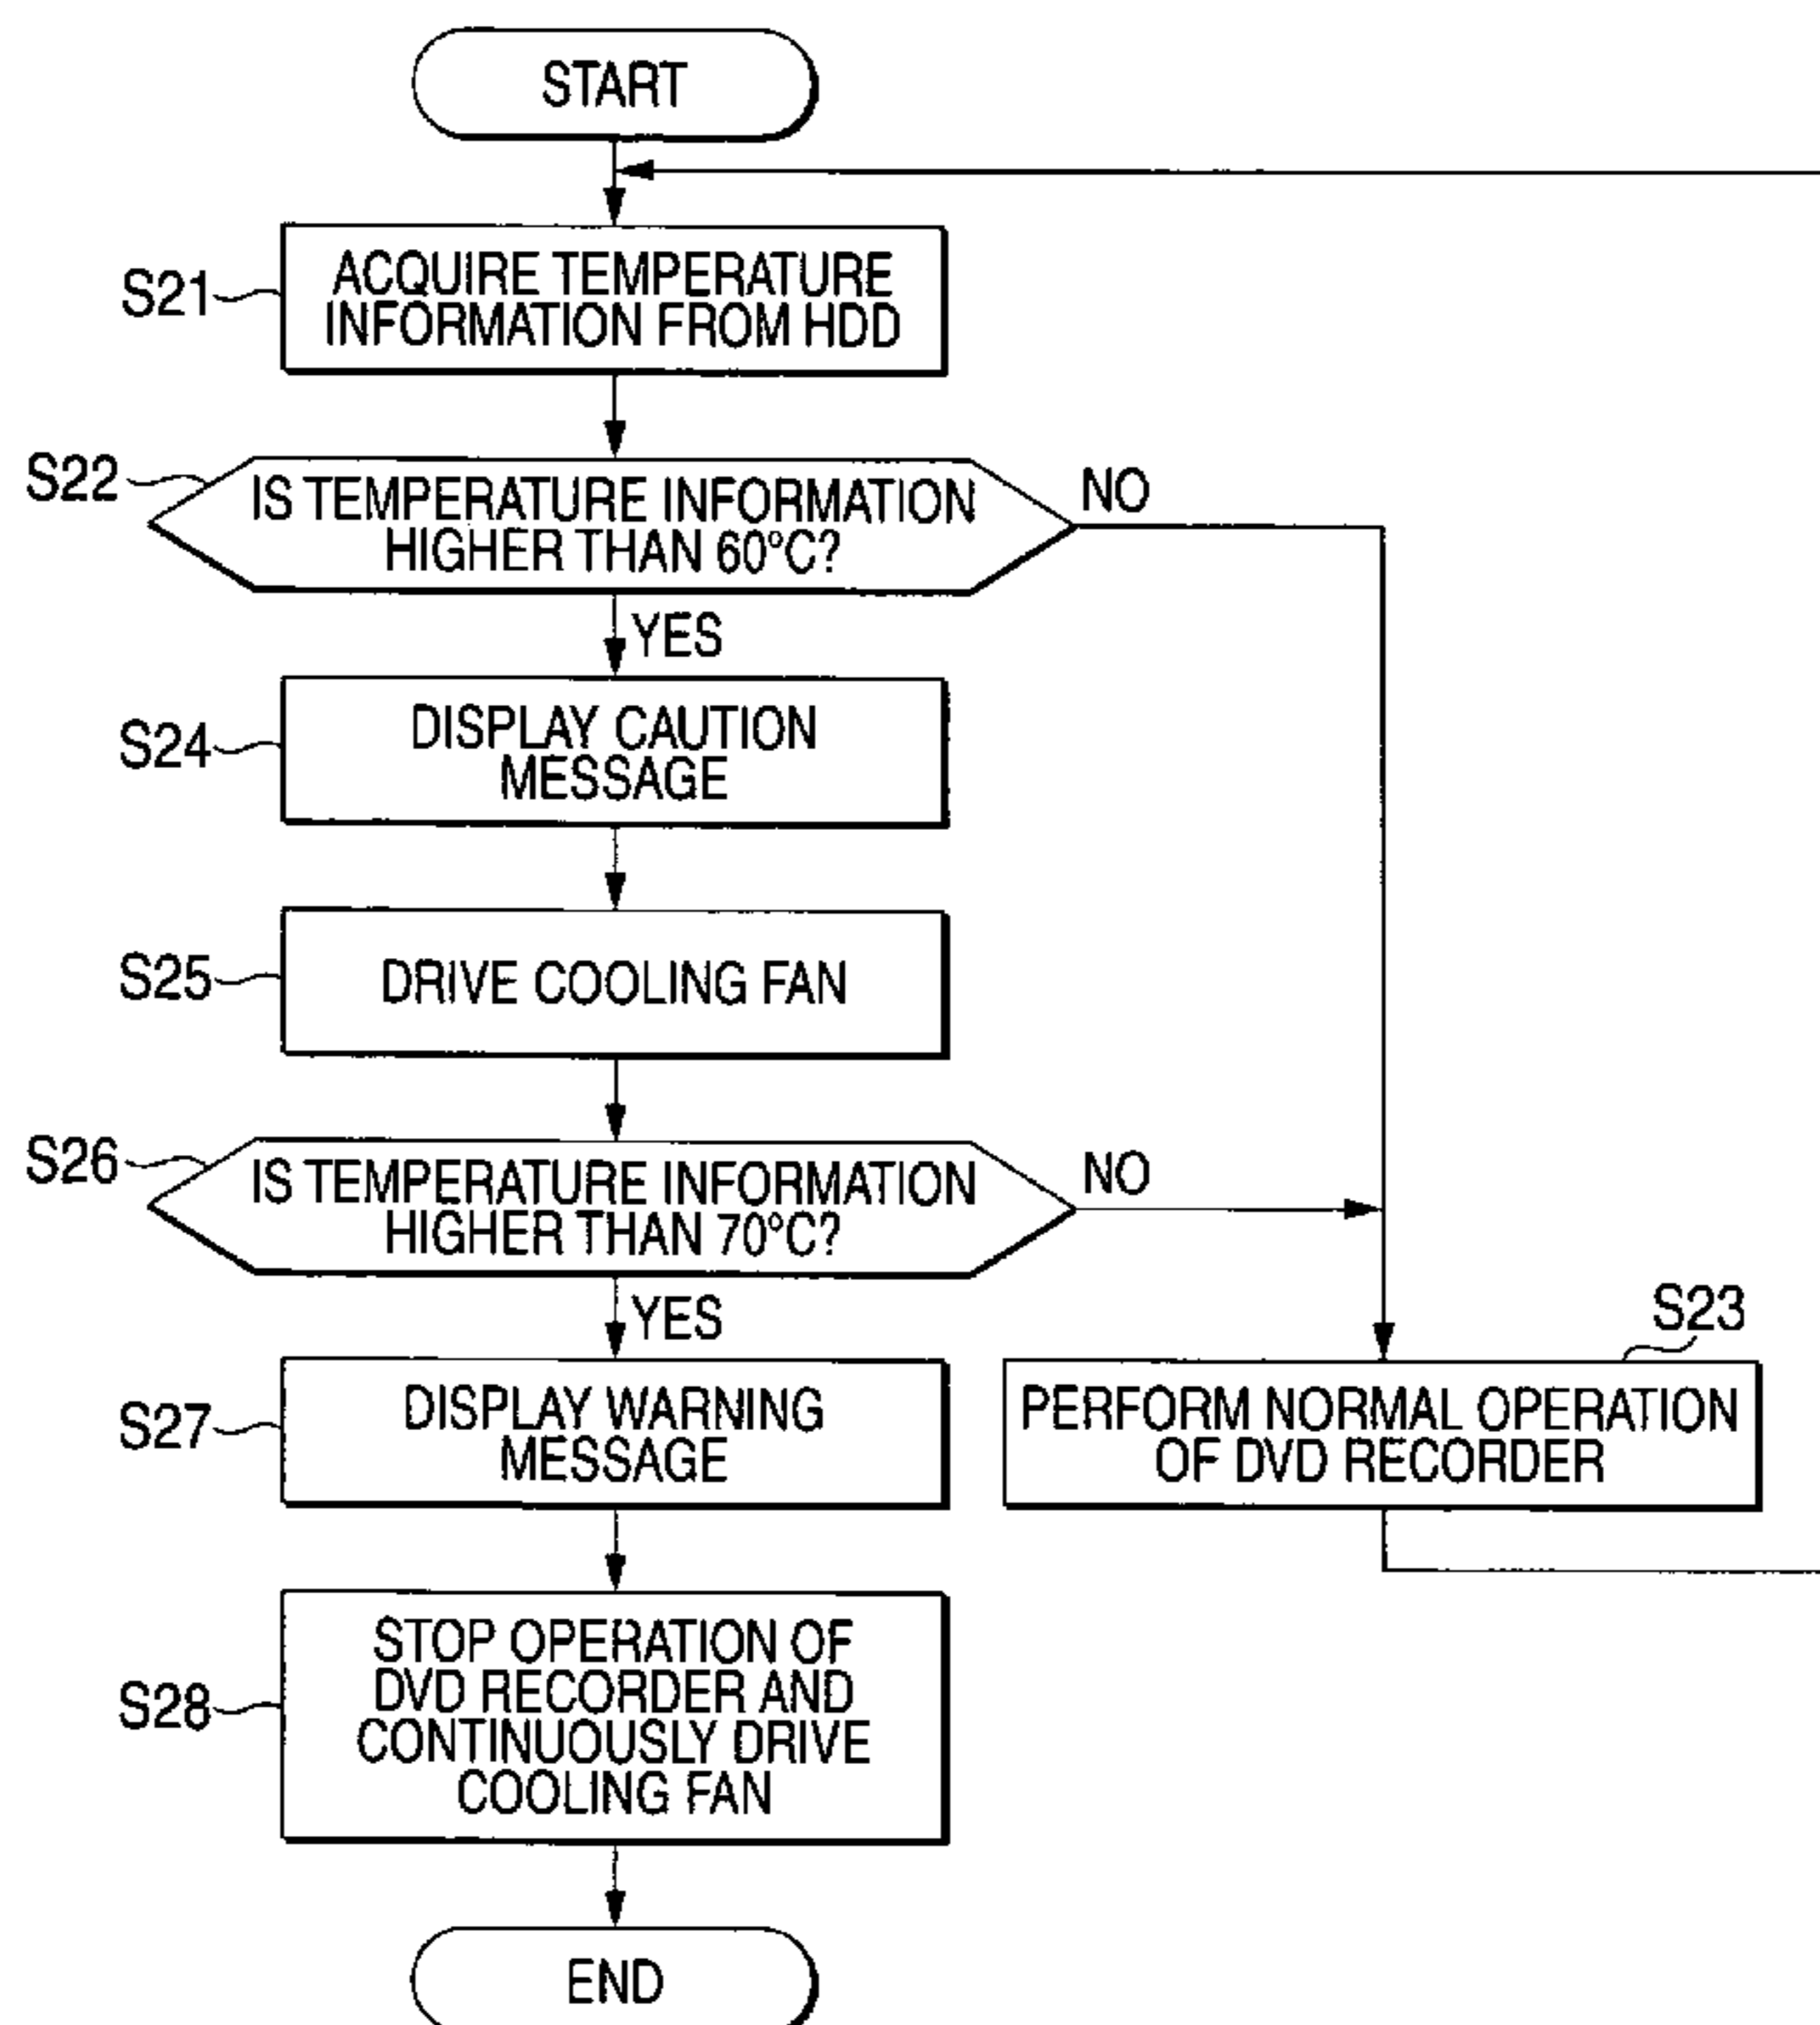 START
S21
ACQUIRE TEMPERATURE
INFORMATION FROM HDD
S22
IS TEMPERATURE INFORMATION
HIGHER THAN 60°C?
NO
YES
S24
DISPLAY CAUTION
MESSAGE
S25
DRIVE COOLING FAN
S26
IS TEMPERATURE INFORMATION
HIGHER THAN 70°C?
NO
YES
S23
S27
DISPLAY WARNING
MESSAGE
PERFORM NORMAL OPERATION
OF DVD RECORDER
S28
STOP OPERATION OF
DVD RECORDER AND
CONTINUOUSLY DRIVE
COOLING FAN
END